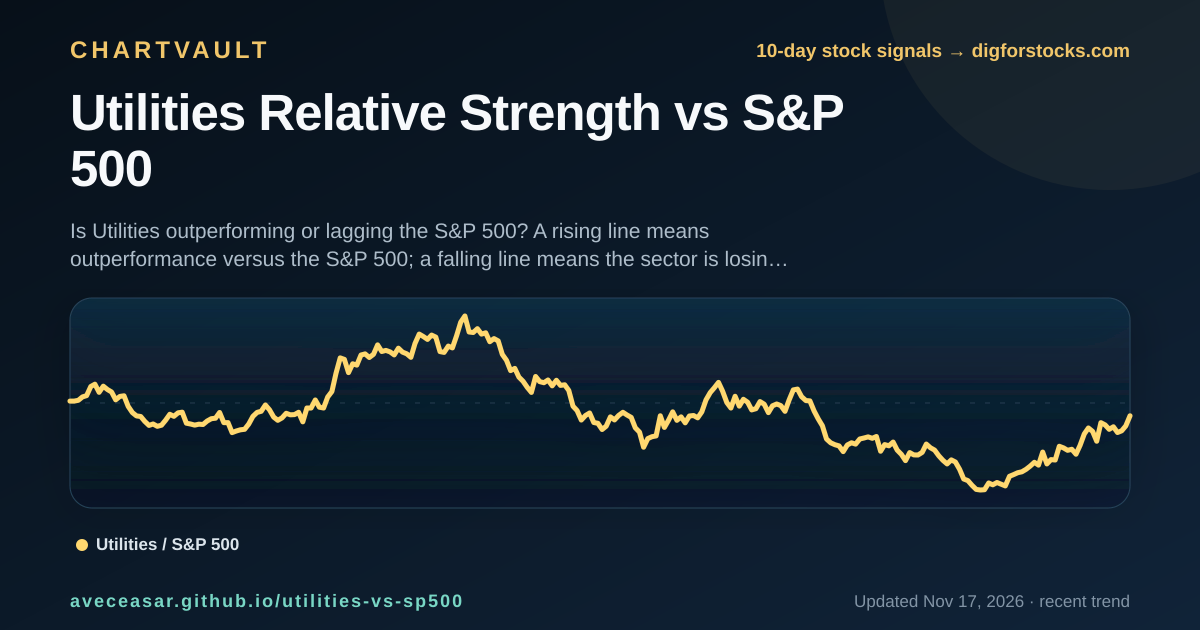 CHARTVAULT
10-day stock signals → digforstocks.com
Utilities Relative Strength vs S&P
500
Is Utilities outperforming or lagging the S&P 500? A rising line means
outperformance versus the S&P 500; a falling line means the sector is losin…
Utilities / S&P 500
aveceasar.github.io/utilities-vs-sp500
Updated Nov 17, 2026 · recent trend